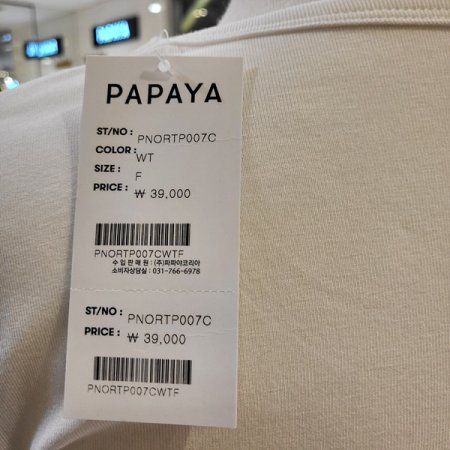 PAPAYA
ST/NO : PNORTP007C
COLOR : WT
SIZE : F
PRICE : ₩ 39,000
PNORTP007CWTF
수 입 판 매 원 : (주)파파야코리아
소비자상담실 : 031-766-6978
ST/NO : PNORTP007C
PRICE : ₩ 39,000
PNORTP007CWTF